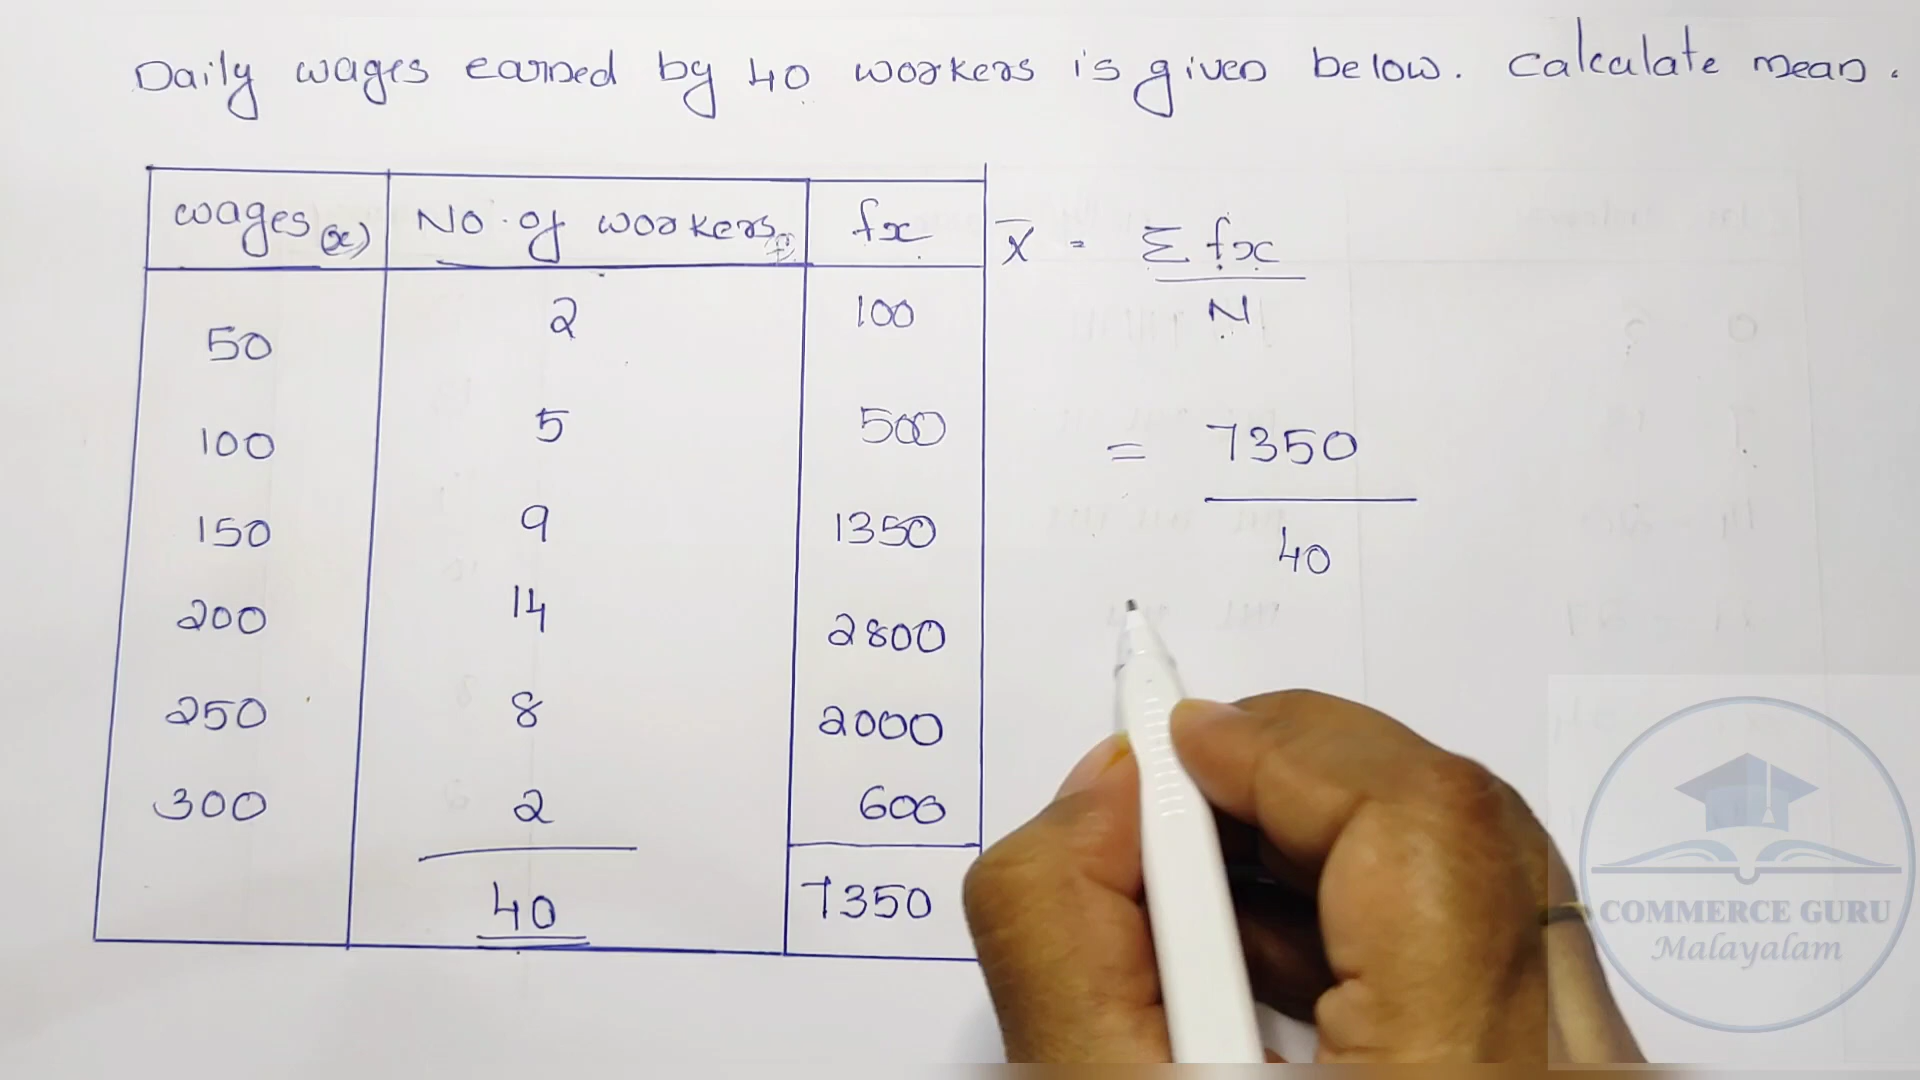 Daily wages earned by 40 workers is given below. Calculate mean.
wages (x) No. of workers (f) fx
50 2 100
100 5 500
150 9 1350
200 14 2800
250 8 2000
300 2 600
40 7350
X̄ = Σfx
N
= 7350
40
COMMERCE GURU
Malayalam